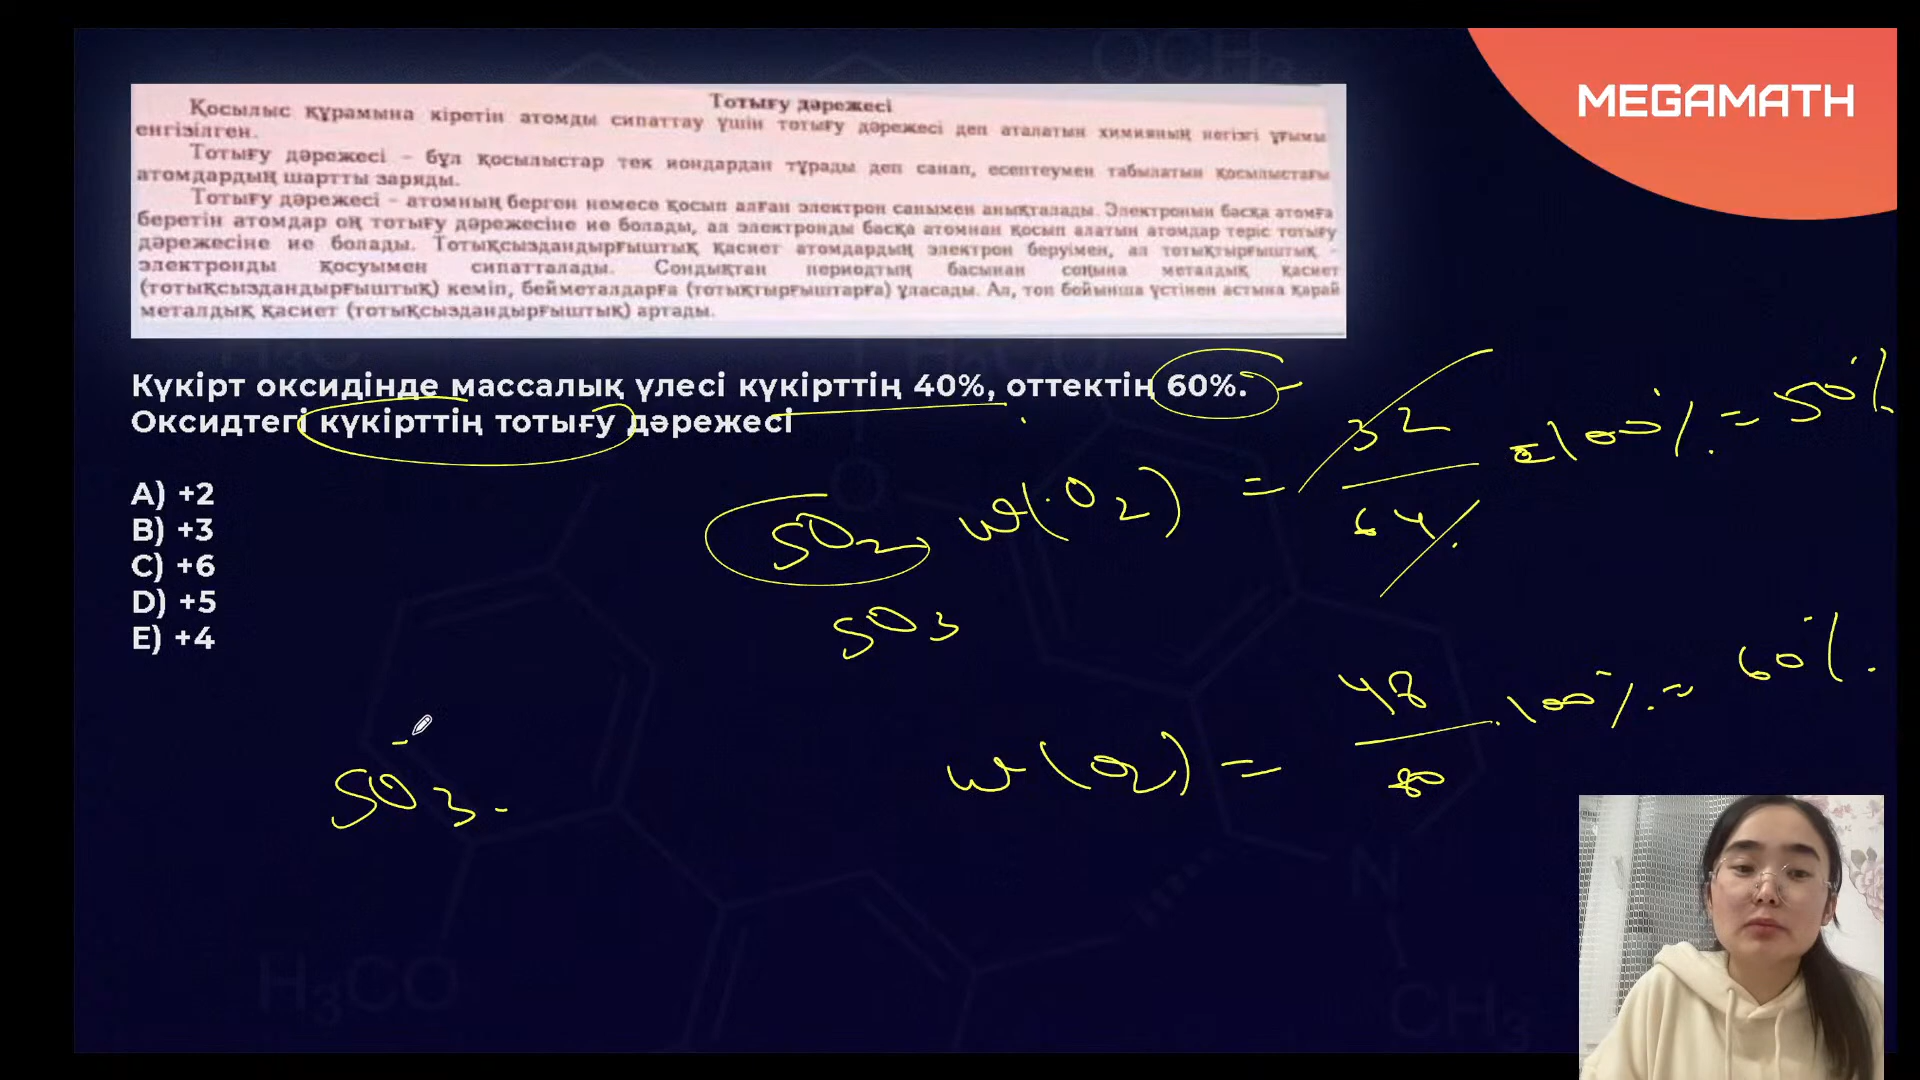 MEGAMATH
Тотығу дәрежесі
Қосылыс құрамына кіретін атомды сипаттау үшін тотығу дәрежесі деп аталатын химияның негізгі ұғымы
енгізілген.
Тотығу дәрежесі – бұл қосылыстар тек иондардан тұрады деп санап, есептеумен табылатын қосылыстағы
атомдардың шартты заряды.
Тотығу дәрежесі – атомның берген немесе қосып алған электрон санымен анықталады. Электронын басқа атомға
беретін атомдар оң тотығу дәрежесіне ие болады, ал электронды басқа атомнан қосып алатын атомдар теріс тотығу
дәрежесіне ие болады. Тотықсыздандырғыштық қасиет атомдардың электрон беруімен, ал тотықтырғыштық –
электронды қосуымен сипатталады. Сондықтан периодтың басынан соңына металдық қасиет
(тотықсыздандырғыштық) кеміп, бейметалдарға (тотықтырғыштарға) ұласады. Ал, топ бойынша үстінен астына қарай
металдық қасиет (тотықсыздандырғыштық) артады.
Күкірт оксидінде массалық үлесі күкірттің 40%, оттектің 60%.
Оксидтегі күкірттің тотығу дәрежесі
A) +2
B) +3
C) +6
D) +5
E) +4
SO2 w(O2) = 32/64 100% = 50%
SO3
w(O2) = 48/80 · 100% = 60%.
SO3
H3CO
OCH3
H3CO
N
CH3